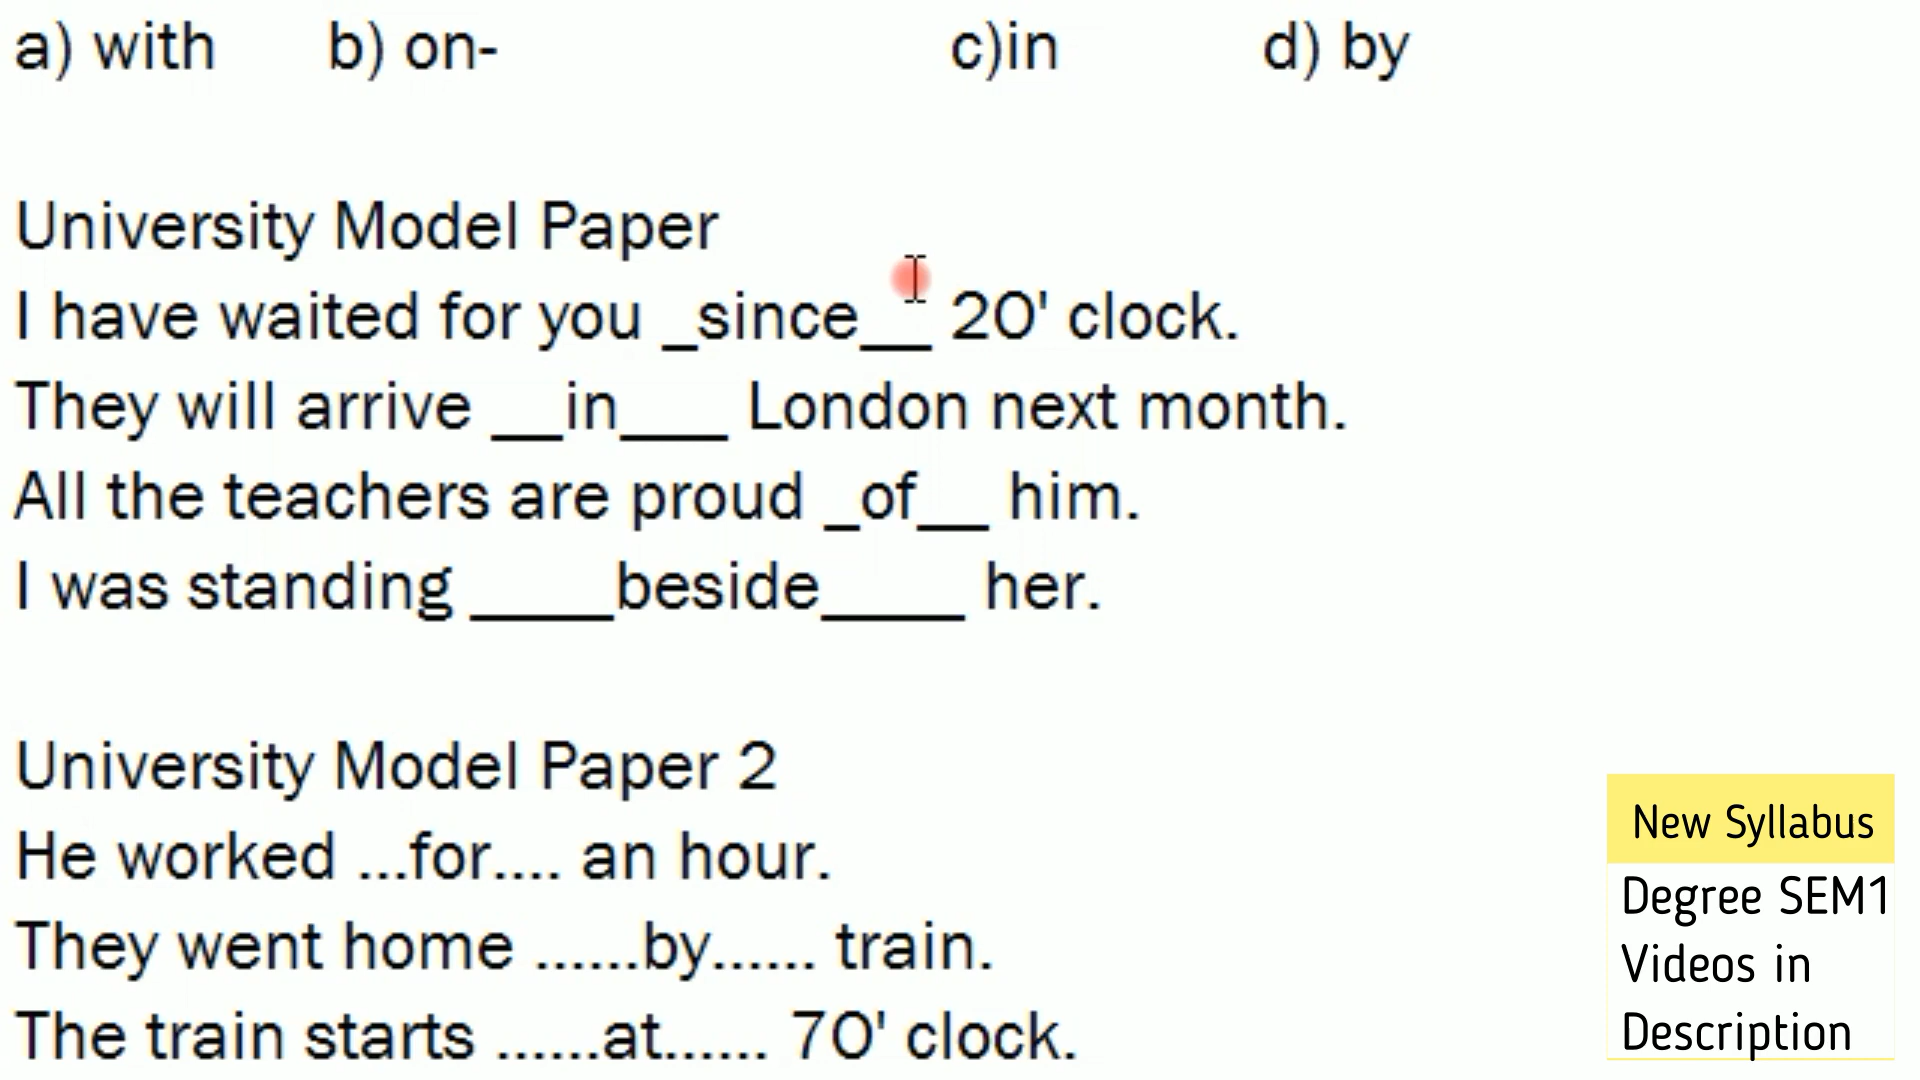 a) with b) on- c)in d) by
University Model Paper
I have waited for you _since__ 2O' clock.
They will arrive __in___ London next month.
All the teachers are proud _of__ him.
I was standing ____beside____ her.
University Model Paper 2
He worked ...for.... an hour.
They went home ......by...... train.
The train starts ......at...... 7O' clock.
New Syllabus
Degree SEM1
Videos in
Description